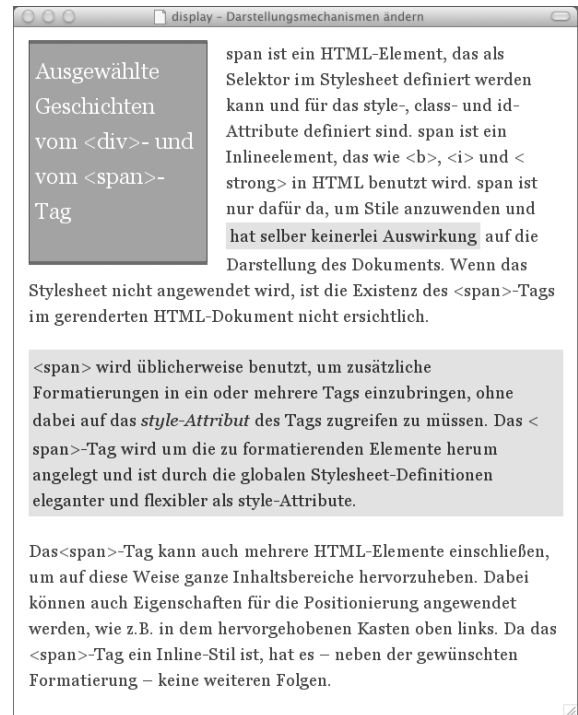 display – Darstellungsmechanismen ändern
Ausgewählte
Geschichten
vom <div>- und
vom <span>-
Tag
span ist ein HTML-Element, das als
Selektor im Stylesheet definiert werden
kann und für das style-, class- und id-
Attribute definiert sind. span ist ein
Inlineelement, das wie <b>, <i> und <
strong> in HTML benutzt wird. span ist
nur dafür da, um Stile anzuwenden und
hat selber keinerlei Auswirkung auf die
Darstellung des Dokuments. Wenn das
Stylesheet nicht angewendet wird, ist die Existenz des <span>-Tags
im gerenderten HTML-Dokument nicht ersichtlich.
<span> wird üblicherweise benutzt, um zusätzliche
Formatierungen in ein oder mehrere Tags einzubringen, ohne
dabei auf das style-Attribut des Tags zugreifen zu müssen. Das <
span>-Tag wird um die zu formatierenden Elemente herum
angelegt und ist durch die globalen Stylesheet-Definitionen
eleganter und flexibler als style-Attribute.
Das<span>-Tag kann auch mehrere HTML-Elemente einschließen,
um auf diese Weise ganze Inhaltsbereiche hervorzuheben. Dabei
können auch Eigenschaften für die Positionierung angewendet
werden, wie z.B. in dem hervorgehobenen Kasten oben links. Da das
<span>-Tag ein Inline-Stil ist, hat es – neben der gewünschten
Formatierung – keine weiteren Folgen.